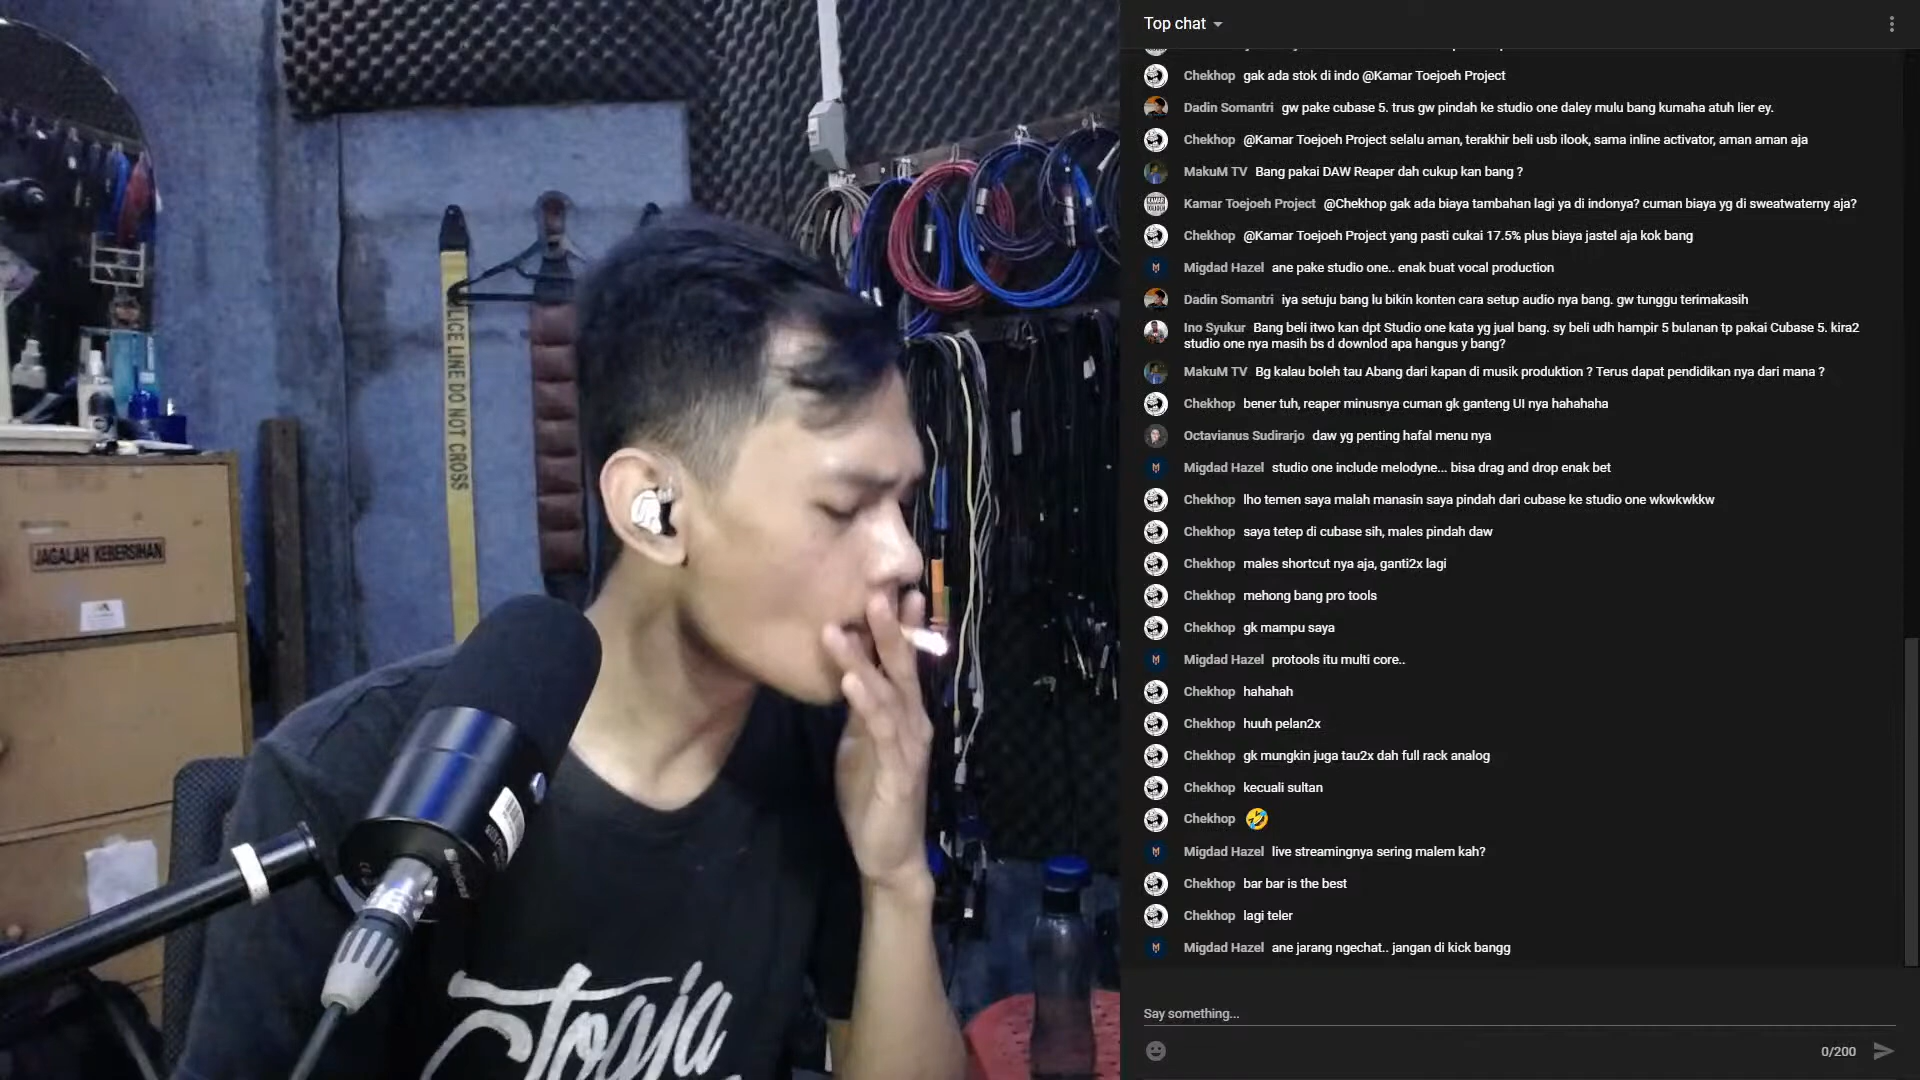 Top chat
Chekhop gak ada stok di indo @Kamar Toejoeh Project
Dadin Somantri gw pake cubase 5. trus gw pindah ke studio one daley mulu bang kumaha atuh lier ey.
Chekhop @Kamar Toejoeh Project selalu aman, terakhir beli usb ilook, sama inline activator, aman aman aja
MakuM TV Bang pakai DAW Reaper dah cukup kan bang ?
Kamar Toejoeh Project @Chekhop gak ada biaya tambahan lagi ya di indonya? cuman biaya yg di sweatwaterny aja?
Chekhop @Kamar Toejoeh Project yang pasti cukai 17.5% plus biaya jastel aja kok bang
Migdad Hazel ane pake studio one.. enak buat vocal production
Dadin Somantri iya setuju bang lu bikin konten cara setup audio nya bang. gw tunggu terimakasih
Ino Syukur Bang beli itwo kan dpt Studio one kata yg jual bang. sy beli udh hampir 5 bulanan tp pakai Cubase 5. kira2
studio one nya masih bs d downlod apa hangus y bang?
MakuM TV Bg kalau boleh tau Abang dari kapan di musik produktion ? Terus dapat pendidikan nya dari mana ?
Chekhop bener tuh, reaper minusnya cuman gk ganteng UI nya hahahaha
Octavianus Sudirarjo daw yg penting hafal menu nya
Migdad Hazel studio one include melodyne... bisa drag and drop enak bet
Chekhop lho temen saya malah manasin saya pindah dari cubase ke studio one wkwkwkkw
Chekhop saya tetep di cubase sih, males pindah daw
Chekhop males shortcut nya aja, ganti2x lagi
Chekhop mehong bang pro tools
Chekhop gk mampu saya
Migdad Hazel protools itu multi core..
Chekhop hahahah
Chekhop huuh pelan2x
Chekhop gk mungkin juga tau2x dah full rack analog
Chekhop kecuali sultan
Chekhop 🤣
Migdad Hazel live streamingnya sering malem kah?
Chekhop bar bar is the best
Chekhop lagi teler
Migdad Hazel ane jarang ngechat.. jangan di kick bangg
Say something...
0/200
LICE LINE DO NOT CROSS
JAGALAH KEBERSIHAN